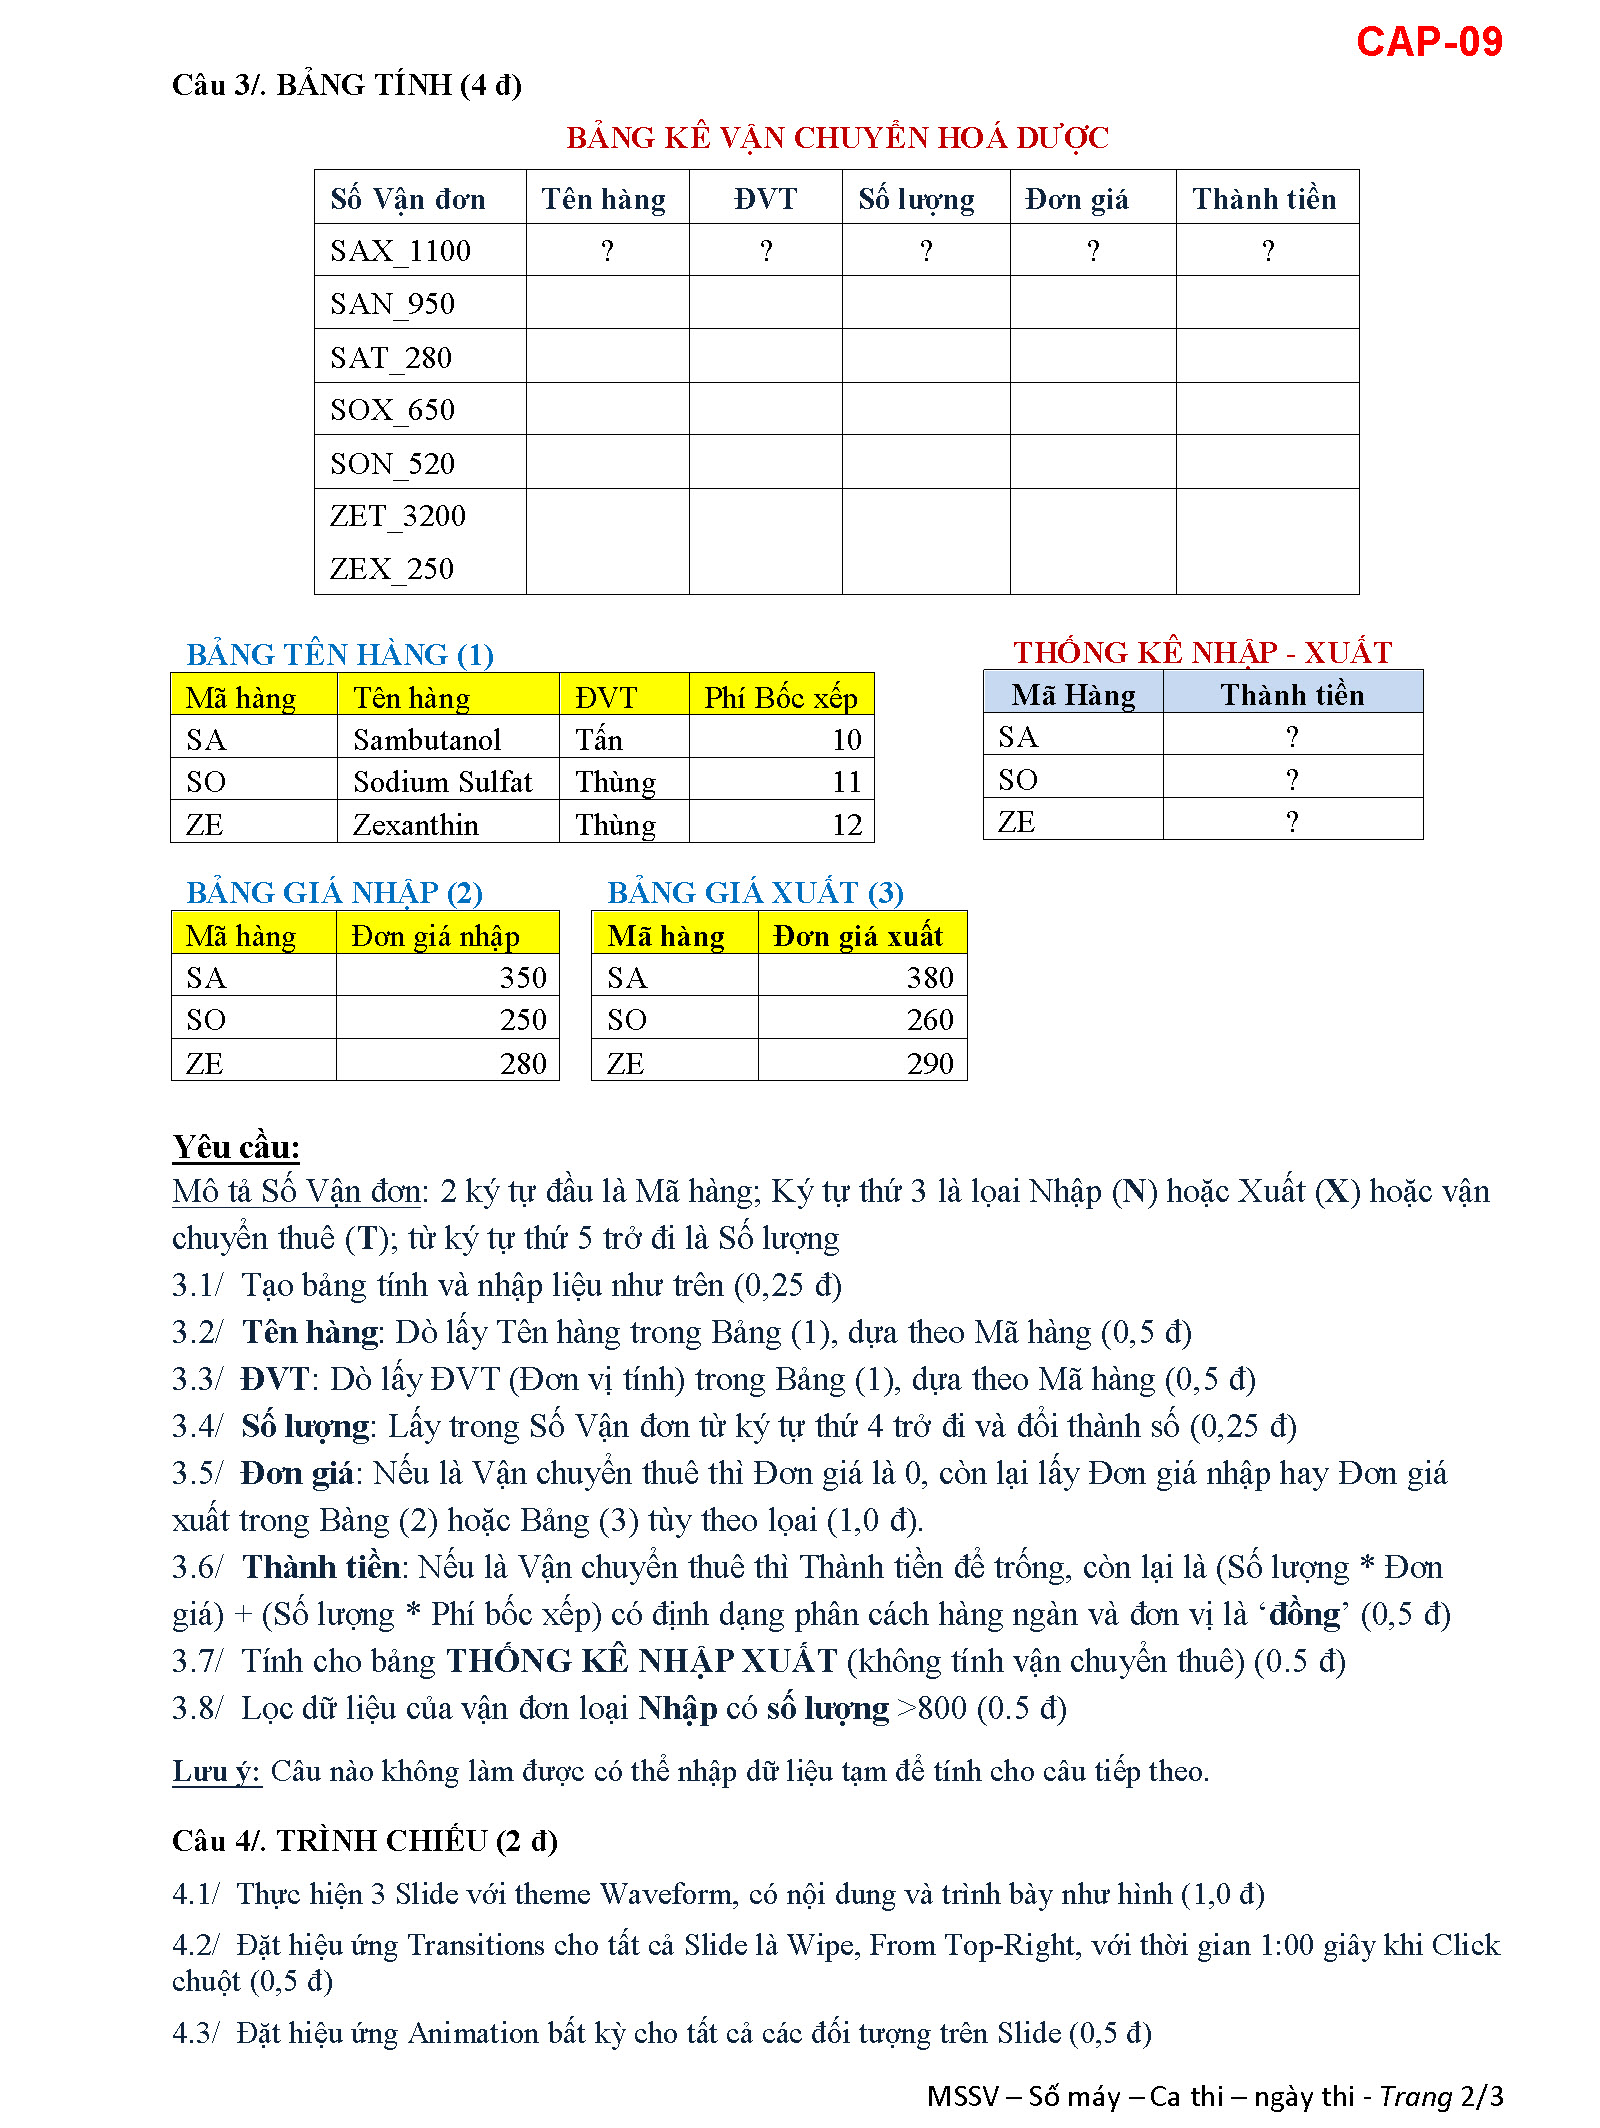 CAP-09
Câu 3/. BẢNG TÍNH (4 đ)
BẢNG KÊ VẬN CHUYỂN HOÁ DƯỢC
Số Vận đơn Tên hàng ĐVT Số lượng Đơn giá Thành tiền
SAX_1100 ? ? ? ? ?
SAN_950
SAT_280
SOX_650
SON_520
ZET_3200
ZEX_250
BẢNG TÊN HÀNG (1)
Mã hàng Tên hàng ĐVT Phí Bốc xếp
SA Sambutanol Tấn 10
SO Sodium Sulfat Thùng 11
ZE Zexanthin Thùng 12
THỐNG KÊ NHẬP - XUẤT
Mã Hàng Thành tiền
SA ?
SO ?
ZE ?
BẢNG GIÁ NHẬP (2)
Mã hàng Đơn giá nhập
SA 350
SO 250
ZE 280
BẢNG GIÁ XUẤT (3)
Mã hàng Đơn giá xuất
SA 380
SO 260
ZE 290
Yêu cầu:
Mô tả Số Vận đơn: 2 ký tự đầu là Mã hàng; Ký tự thứ 3 là lọai Nhập (N) hoặc Xuất (X) hoặc vận
chuyển thuê (T); từ ký tự thứ 5 trở đi là Số lượng
3.1/ Tạo bảng tính và nhập liệu như trên (0,25 đ)
3.2/ Tên hàng: Dò lấy Tên hàng trong Bảng (1), dựa theo Mã hàng (0,5 đ)
3.3/ ĐVT: Dò lấy ĐVT (Đơn vị tính) trong Bảng (1), dựa theo Mã hàng (0,5 đ)
3.4/ Số lượng: Lấy trong Số Vận đơn từ ký tự thứ 4 trở đi và đổi thành số (0,25 đ)
3.5/ Đơn giá: Nếu là Vận chuyển thuê thì Đơn giá là 0, còn lại lấy Đơn giá nhập hay Đơn giá
xuất trong Bàng (2) hoặc Bảng (3) tùy theo lọai (1,0 đ).
3.6/ Thành tiền: Nếu là Vận chuyển thuê thì Thành tiền để trống, còn lại là (Số lượng * Đơn
giá) + (Số lượng * Phí bốc xếp) có định dạng phân cách hàng ngàn và đơn vị là ‘đồng’ (0,5 đ)
3.7/ Tính cho bảng THỐNG KÊ NHẬP XUẤT (không tính vận chuyển thuê) (0.5 đ)
3.8/ Lọc dữ liệu của vận đơn loại Nhập có số lượng >800 (0.5 đ)
Lưu ý: Câu nào không làm được có thể nhập dữ liệu tạm để tính cho câu tiếp theo.
Câu 4/. TRÌNH CHIẾU (2 đ)
4.1/ Thực hiện 3 Slide với theme Waveform, có nội dung và trình bày như hình (1,0 đ)
4.2/ Đặt hiệu ứng Transitions cho tất cả Slide là Wipe, From Top-Right, với thời gian 1:00 giây khi Click
chuột (0,5 đ)
4.3/ Đặt hiệu ứng Animation bất kỳ cho tất cả các đối tượng trên Slide (0,5 đ)
MSSV – Số máy – Ca thi – ngày thi - Trang 2/3